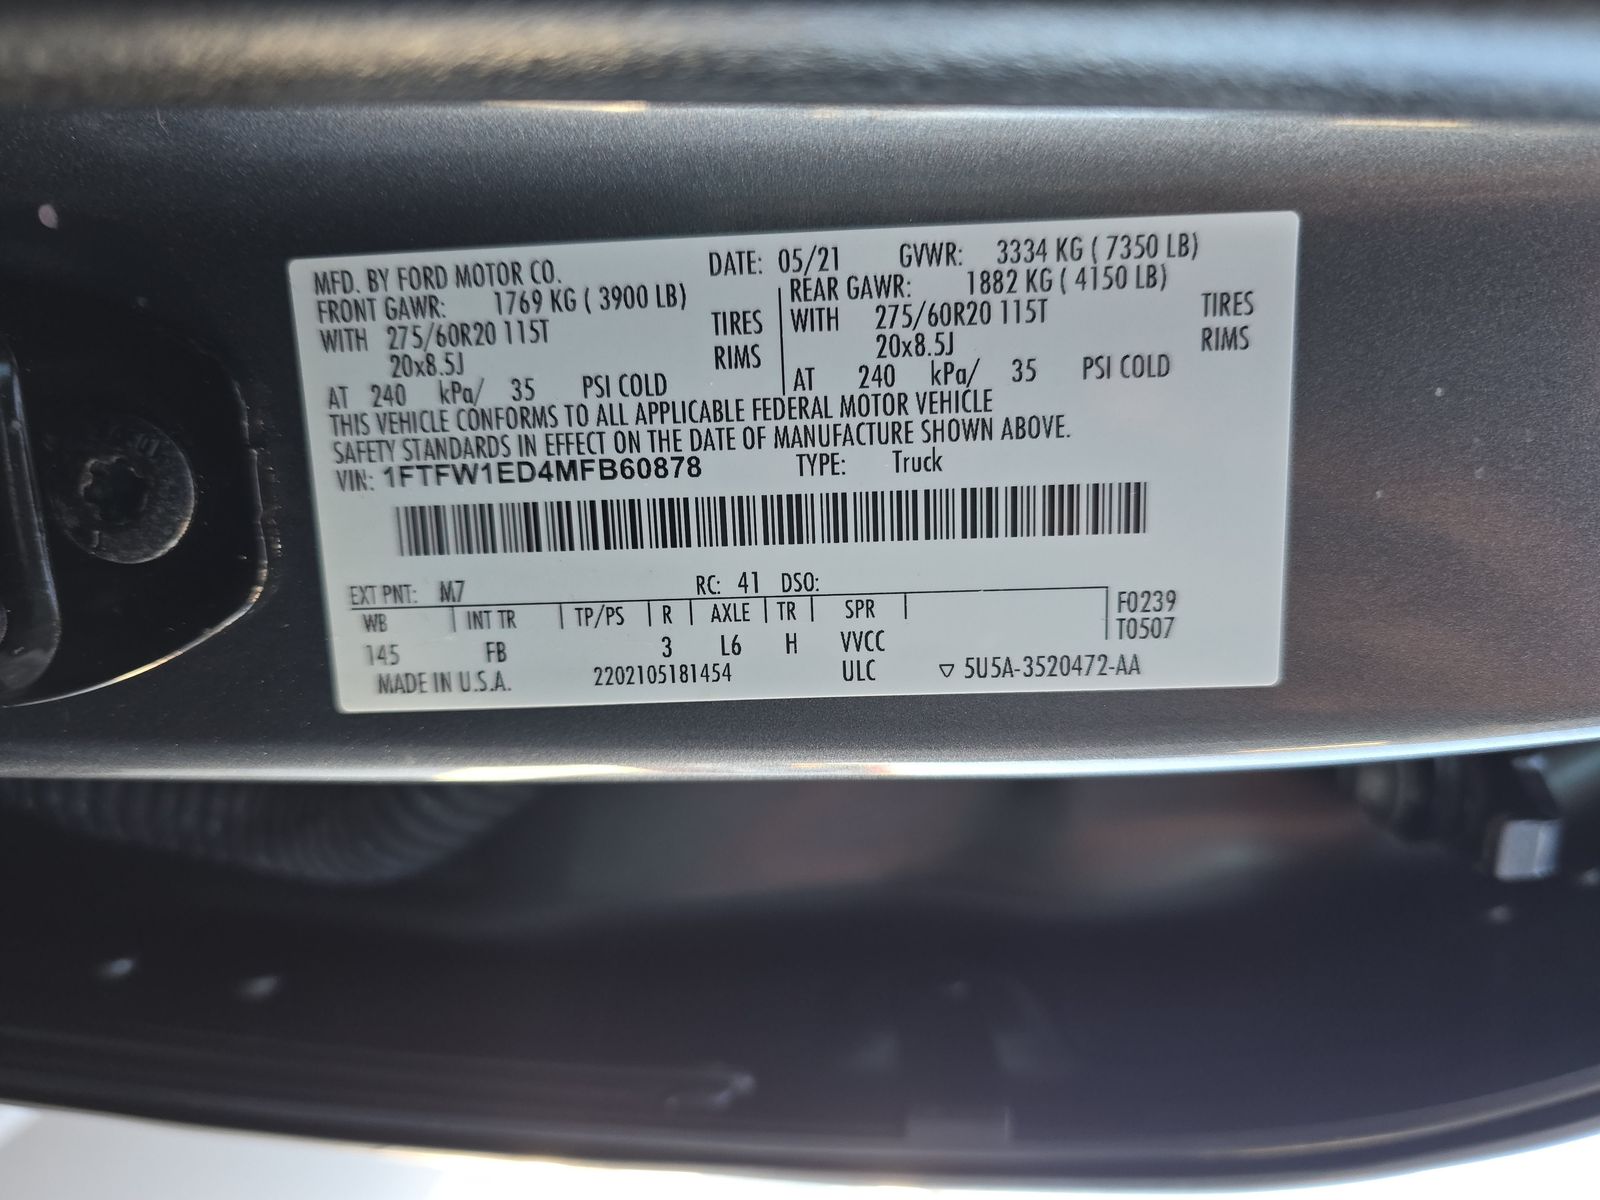 MFD. BY FORD MOTOR CO. DATE: 05/21 GVWR: 3334 KG ( 7350 LB)
FRONT GAWR: 1769 KG ( 3900 LB) REAR GAWR: 1882 KG ( 4150 LB)
WITH 275/60R20 115T TIRES WITH 275/60R20 115T TIRES
20x8.5J RIMS 20x8.5J RIMS
AT 240 kPa/ 35 PSI COLD AT 240 kPa/ 35 PSI COLD
THIS VEHICLE CONFORMS TO ALL APPLICABLE FEDERAL MOTOR VEHICLE
SAFETY STANDARDS IN EFFECT ON THE DATE OF MANUFACTURE SHOWN ABOVE.
VIN: 1FTFW1ED4MFB60878 TYPE: Truck
EXT PNT: M7 RC: 41 DSO:
WB INT TR TP/PS R AXLE TR SPR F0239
T0507
145 FB 3 L6 H VVCC
MADE IN U.S.A. 2202105181454 ULC ▽ 5U5A-3520472-AA